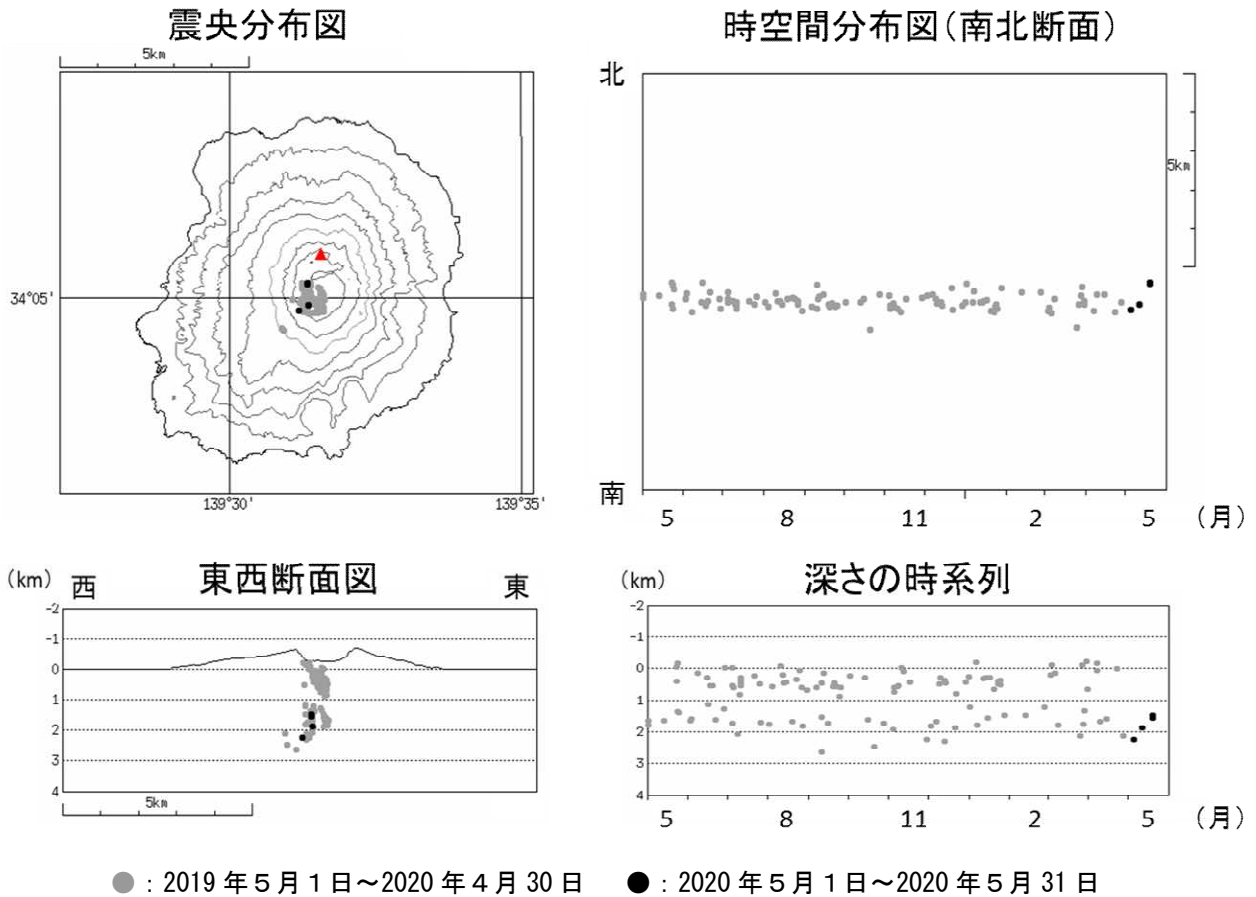 震央分布図
5km
34°05'
139°30'
139°35'
時空間分布図(南北断面)
北
5km
南
5 8 11 2 5 (月)
東西断面図
(km) 西 東
-2
-1
0
1
2
3
4
5km
深さの時系列
(km)
-2
-1
0
1
2
3
4
5 8 11 2 5 (月)
●：2019年5月1日～2020年4月30日 ●：2020年5月1日～2020年5月31日